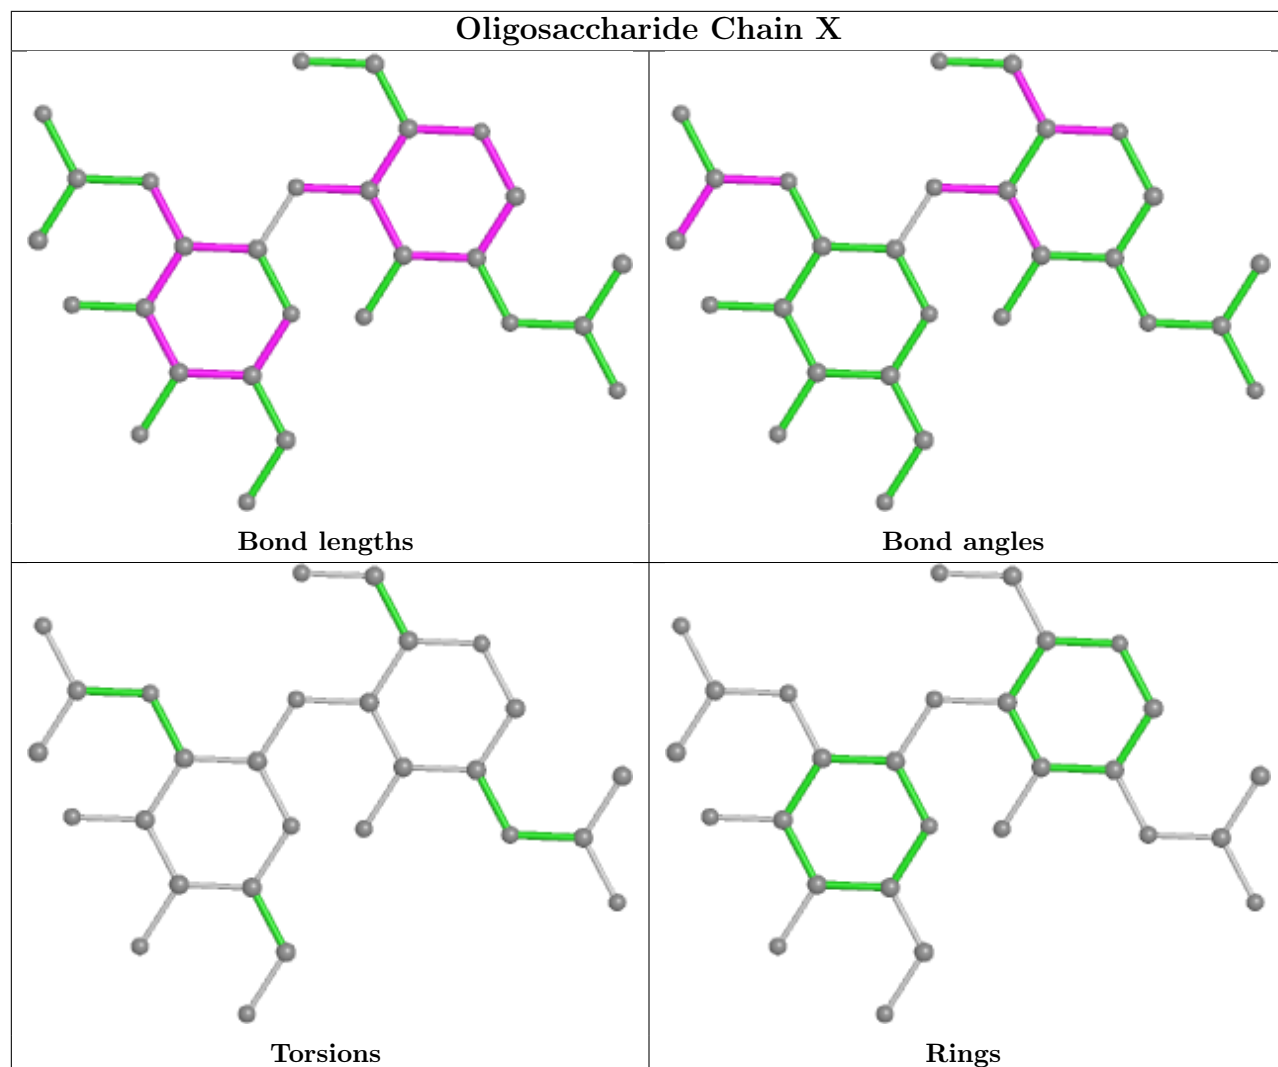 Oligosaccharide Chain X
Bond lengths
Bond angles
Torsions
Rings